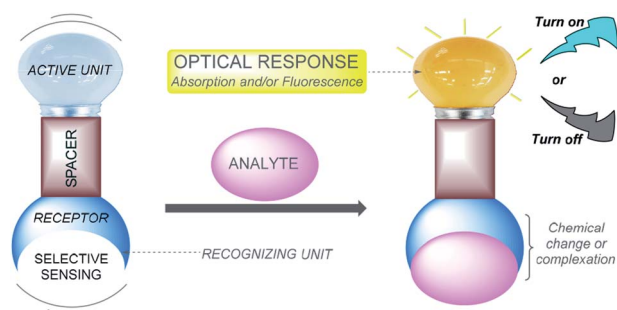 ACTIVE UNIT
SPACER
RECEPTOR
SELECTIVE
SENSING
OPTICAL RESPONSE
Absorption and/or Fluorescence
ANALYTE
RECOGNIZING UNIT
Turn on
or
Turn off
Chemical
change or
complexation